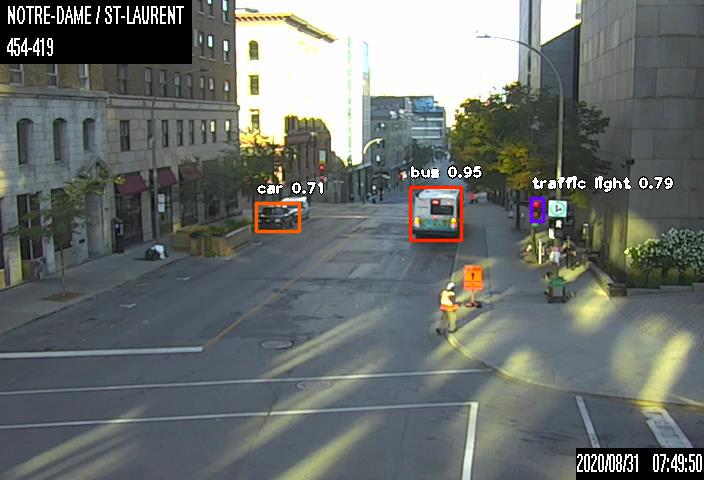 NOTRE-DAME / ST-LAURENT
454-419
bus 0.95
car 0.71
traffic light 0.79
2020/08/31 07:49:50